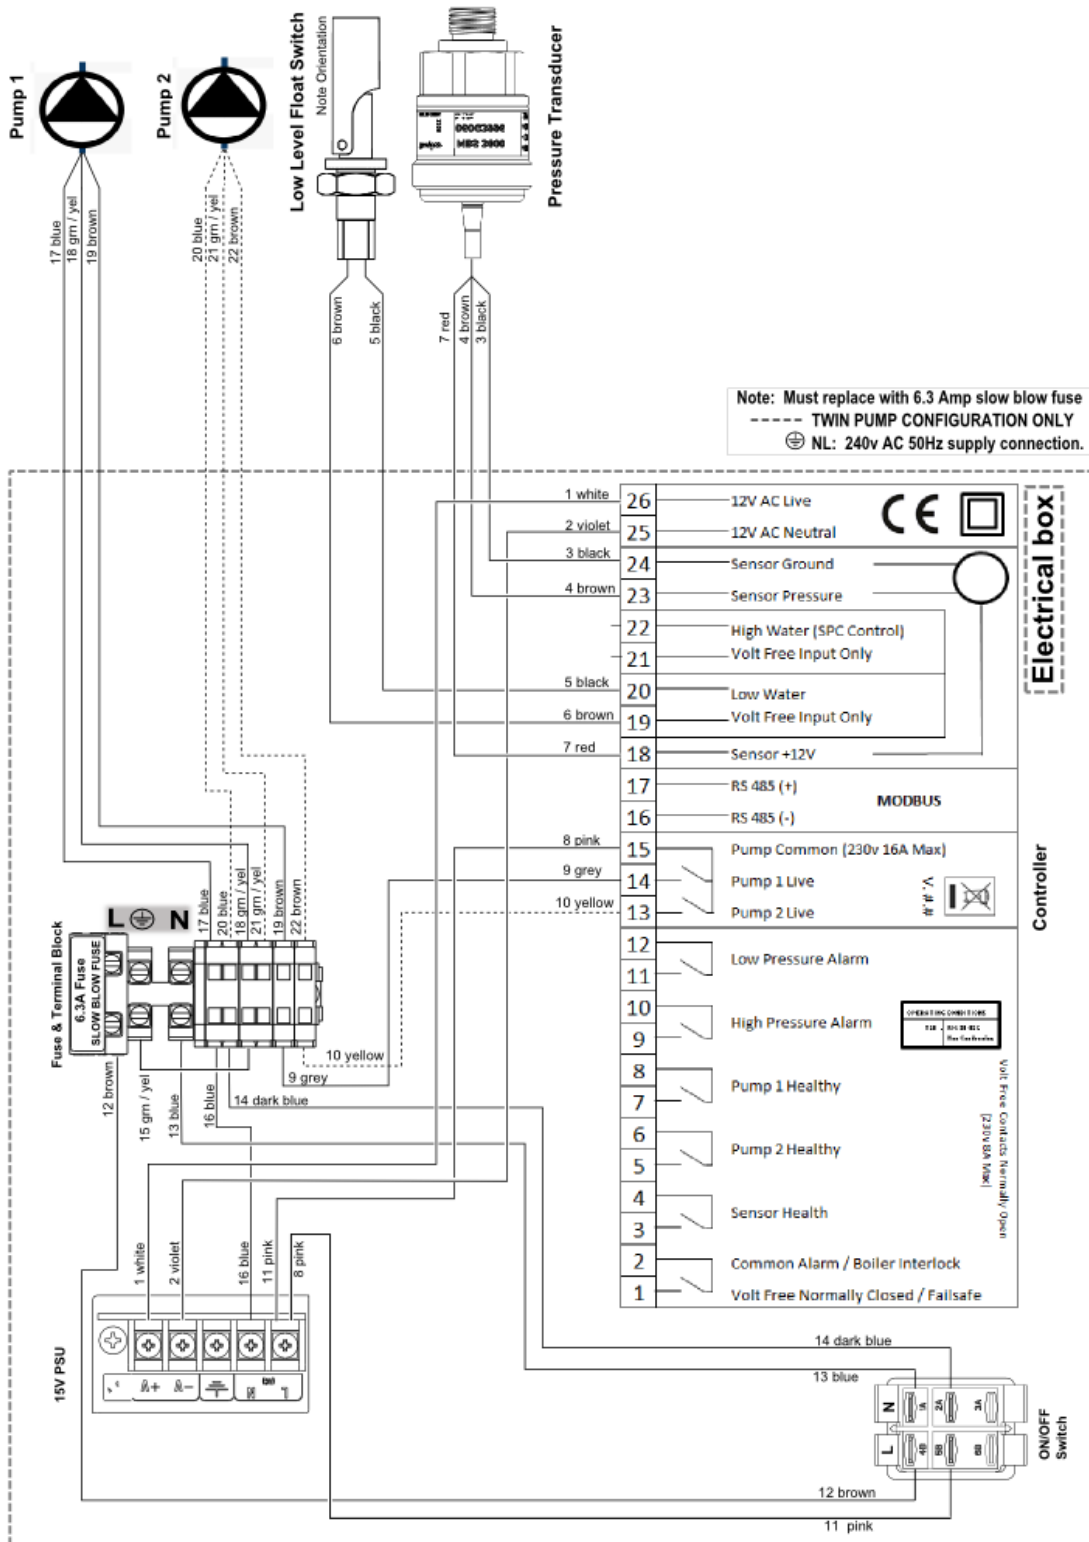 Pump 1
Pump 2
Low Level Float Switch
Note Orientation
Pressure Transducer
MBS 3000
17 blue
18 grn / yel
19 brown
20 blue
21 grn / yel
22 brown
6 brown
5 black
7 red
4 brown
3 black
Note: Must replace with 6.3 Amp slow blow fuse
TWIN PUMP CONFIGURATION ONLY
NL: 240v AC 50Hz supply connection.
Electrical box
Controller
1 white 26 12V AC Live
CE
2 violet 25 12V AC Neutral
3 black 24 Sensor Ground
4 brown 23 Sensor Pressure
22 High Water (SPC Control)
21 Volt Free Input Only
5 black 20 Low Water
6 brown 19 Volt Free Input Only
7 red 18 Sensor +12V
17 RS 485 (+)
MODBUS
16 RS 485 (-)
8 pink 15 Pump Common (230v 16A Max)
9 grey 14 Pump 1 Live
10 yellow 13 Pump 2 Live
V. #.#
12
Low Pressure Alarm
11
10
High Pressure Alarm
9
OPERATING CONDITIONS
8
Pump 1 Healthy
7
6
Pump 2 Healthy
5
4
Sensor Health
3
2 Common Alarm / Boiler Interlock
1 Volt Free Normally Closed / Failsafe
Volt Free Contacts Normally Open
(230v 8A Max)
Fuse & Terminal Block
L N
6.3A Fuse
SLOW BLOW FUSE
17 blue
20 blue
18 grn / yel
21 grn / yel
19 brown
22 brown
10 yellow
9 grey
14 dark blue
12 brown
15 grn / yel
13 blue
16 blue
1 white
2 violet
16 blue
11 pink
8 pink
15V PSU
V+ V- N L
14 dark blue
13 blue
N 1A 2A 3A
L 4B 5B 6B
ON/OFF
Switch
12 brown
11 pink